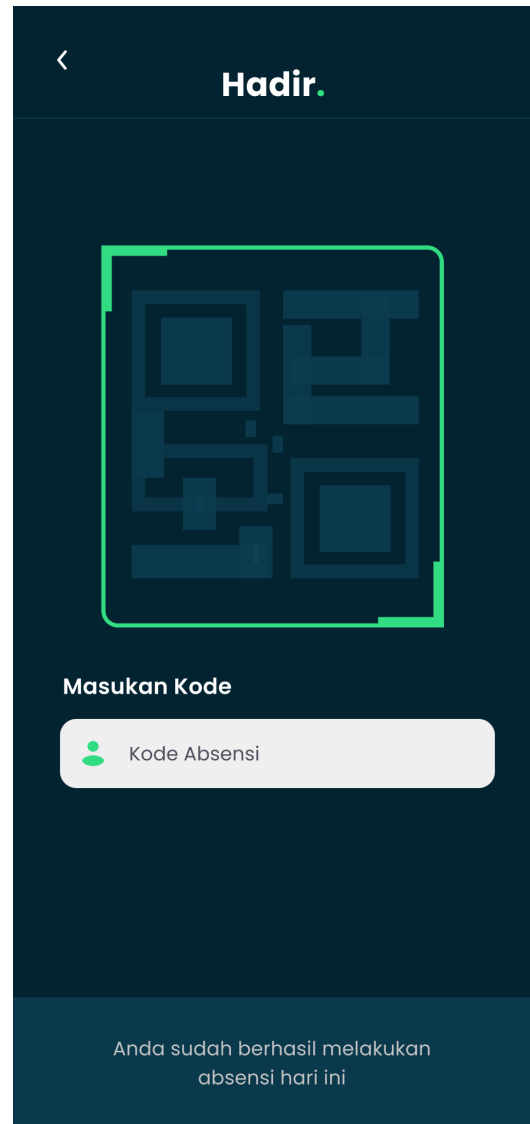 Hadir.
Masukan Kode
Kode Absensi
Anda sudah berhasil melakukan
absensi hari ini